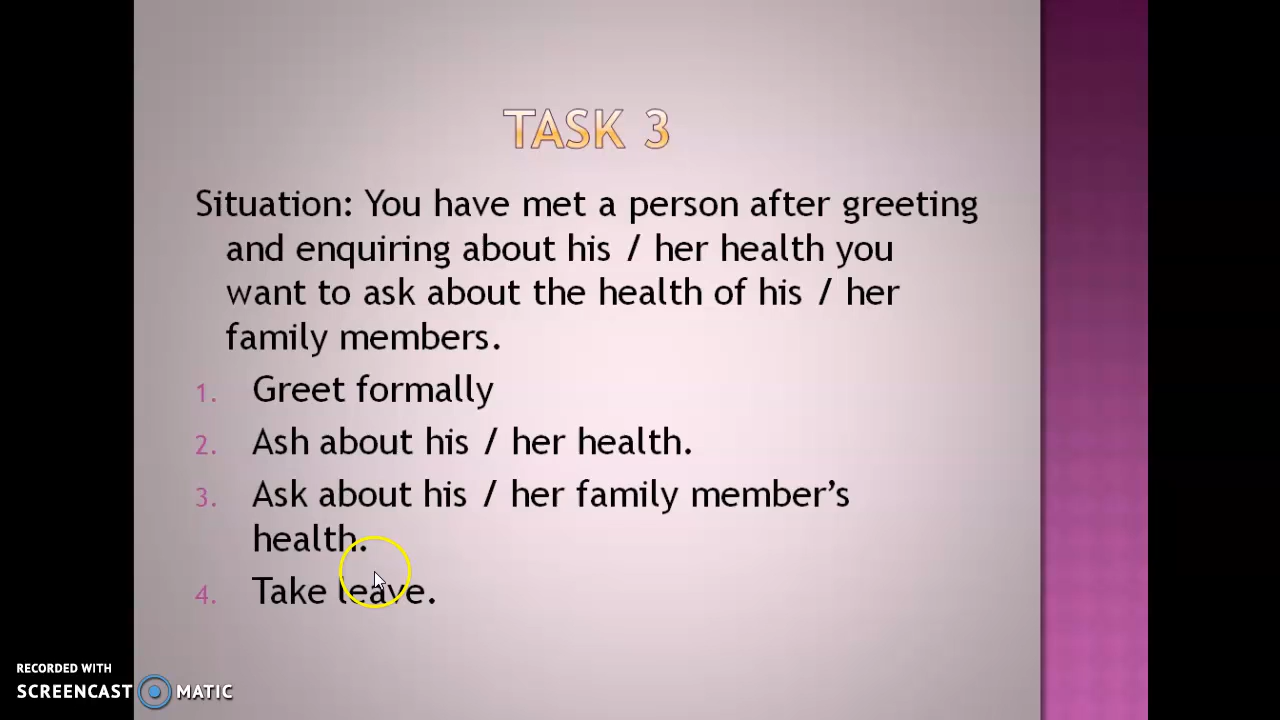 TASK 3
Situation: You have met a person after greeting
and enquiring about his / her health you
want to ask about the health of his / her
family members.
1. Greet formally
2. Ash about his / her health.
3. Ask about his / her family member’s
health.
4. Take leave.
RECORDED WITH
SCREENCAST MATIC